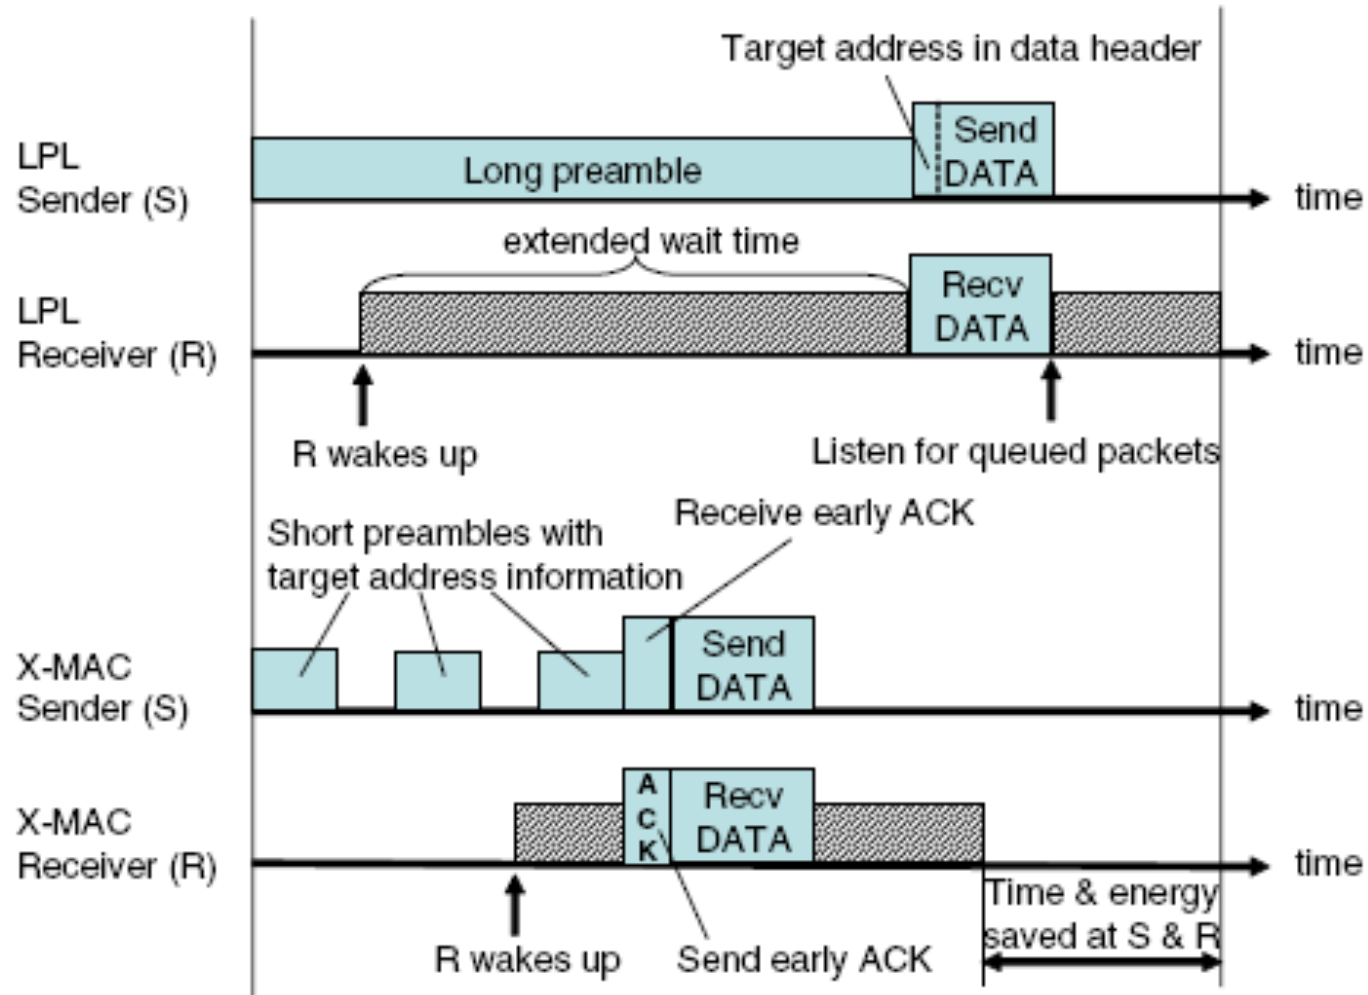 Target address in data header
LPL
Sender (S)
Long preamble
Send
DATA
time
extended wait time
LPL
Receiver (R)
Recv
DATA
time
R wakes up
Listen for queued packets
Receive early ACK
Short preambles with
target address information
X-MAC
Sender (S)
Send
DATA
time
X-MAC
Receiver (R)
A
C
K
Recv
DATA
time
Time & energy
saved at S & R
R wakes up
Send early ACK